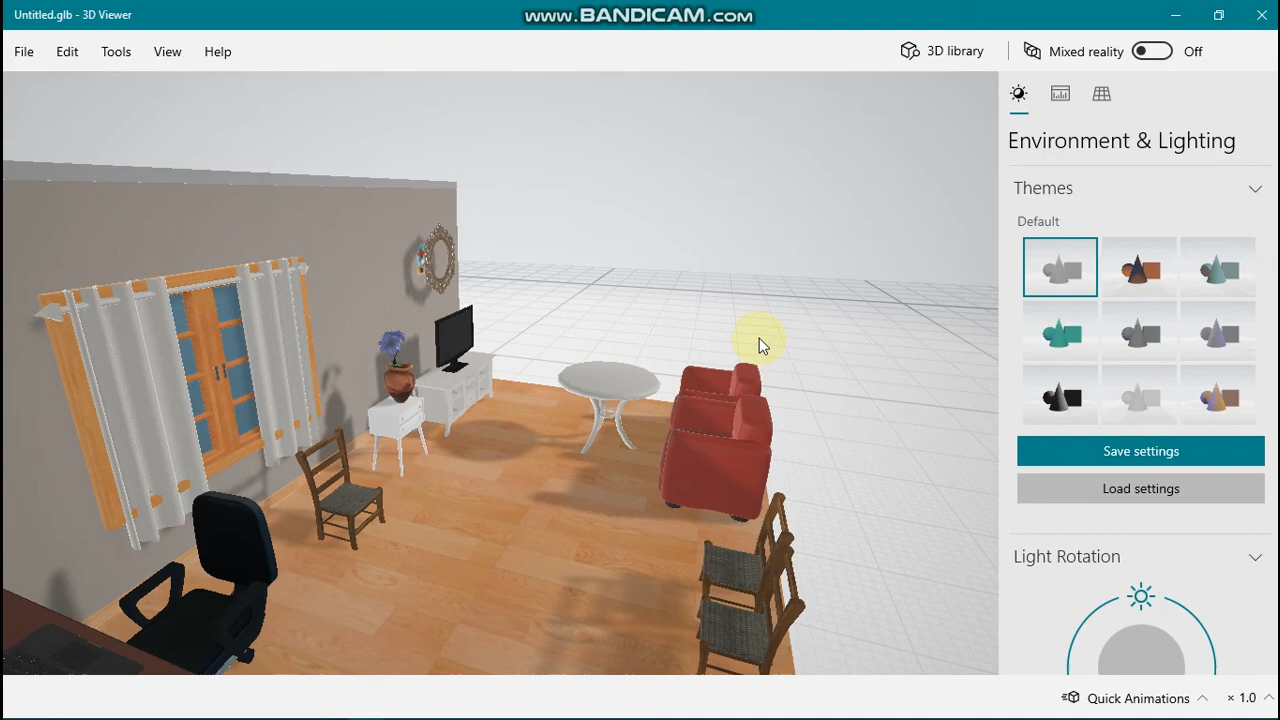 Untitled.glb - 3D Viewer
www.BANDICAM.com
File Edit Tools View Help
3D library
Mixed reality Off
Environment & Lighting
Themes
Default
Save settings
Load settings
Light Rotation
Quick Animations × 1.0